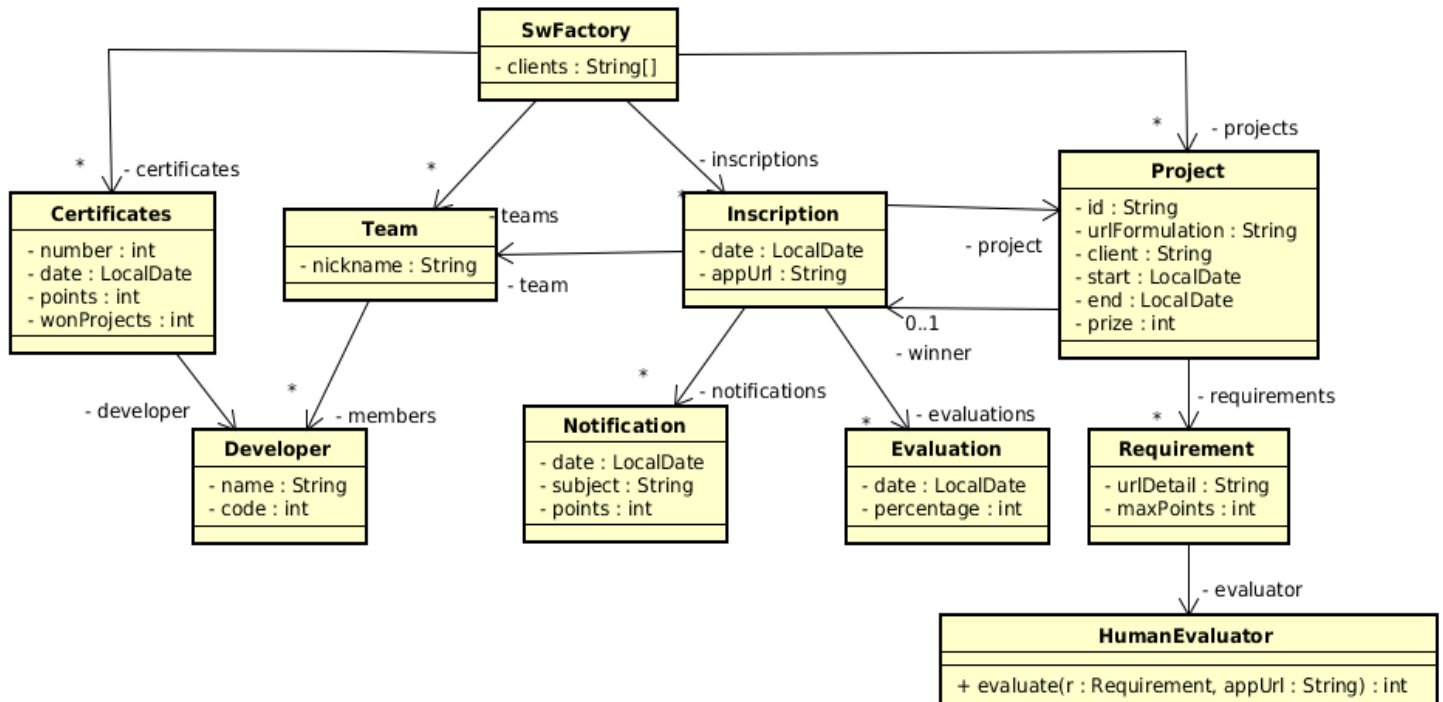 SwFactory
- clients : String[]
*
- certificates
*
- teams
- inscriptions
*
*
- projects
Certificates
- number : int
- date : LocalDate
- points : int
- wonProjects : int
Team
- nickname : String
Inscription
- date : LocalDate
- appUrl : String
Project
- id : String
- urlFormulation : String
- client : String
- start : LocalDate
- end : LocalDate
- prize : int
- team
- project
0..1
- winner
- developer
*
- members
*
- notifications
*
- evaluations
*
- requirements
Developer
- name : String
- code : int
Notification
- date : LocalDate
- subject : String
- points : int
Evaluation
- date : LocalDate
- percentage : int
Requirement
- urlDetail : String
- maxPoints : int
- evaluator
HumanEvaluator
+ evaluate(r : Requirement, appUrl : String) : int